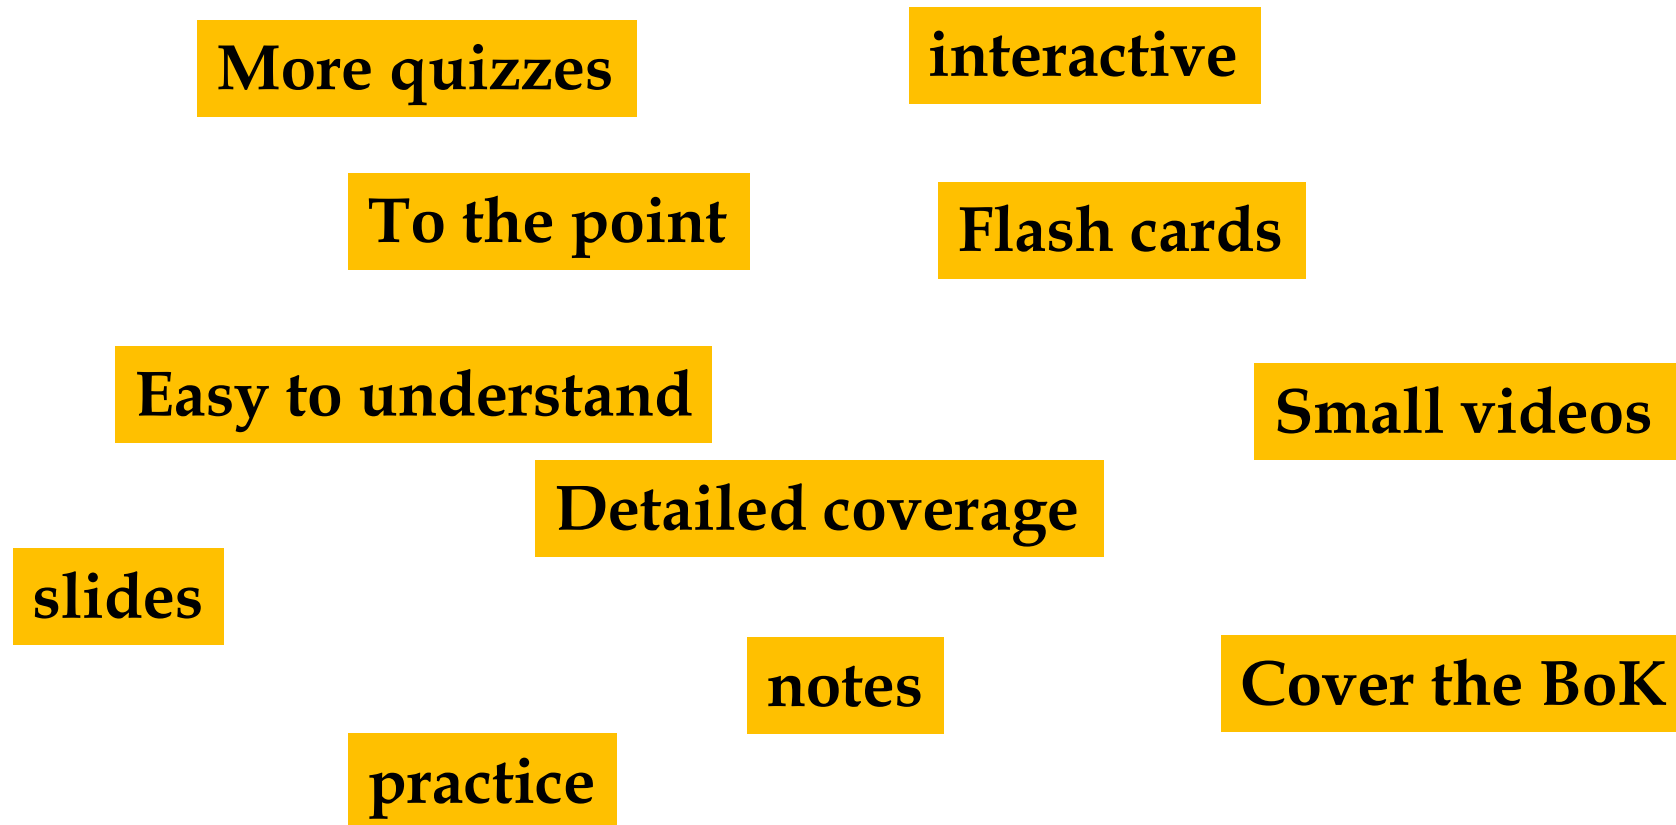 More quizzes
interactive
To the point
Flash cards
Easy to understand
Small videos
Detailed coverage
slides
notes
Cover the BoK
practice